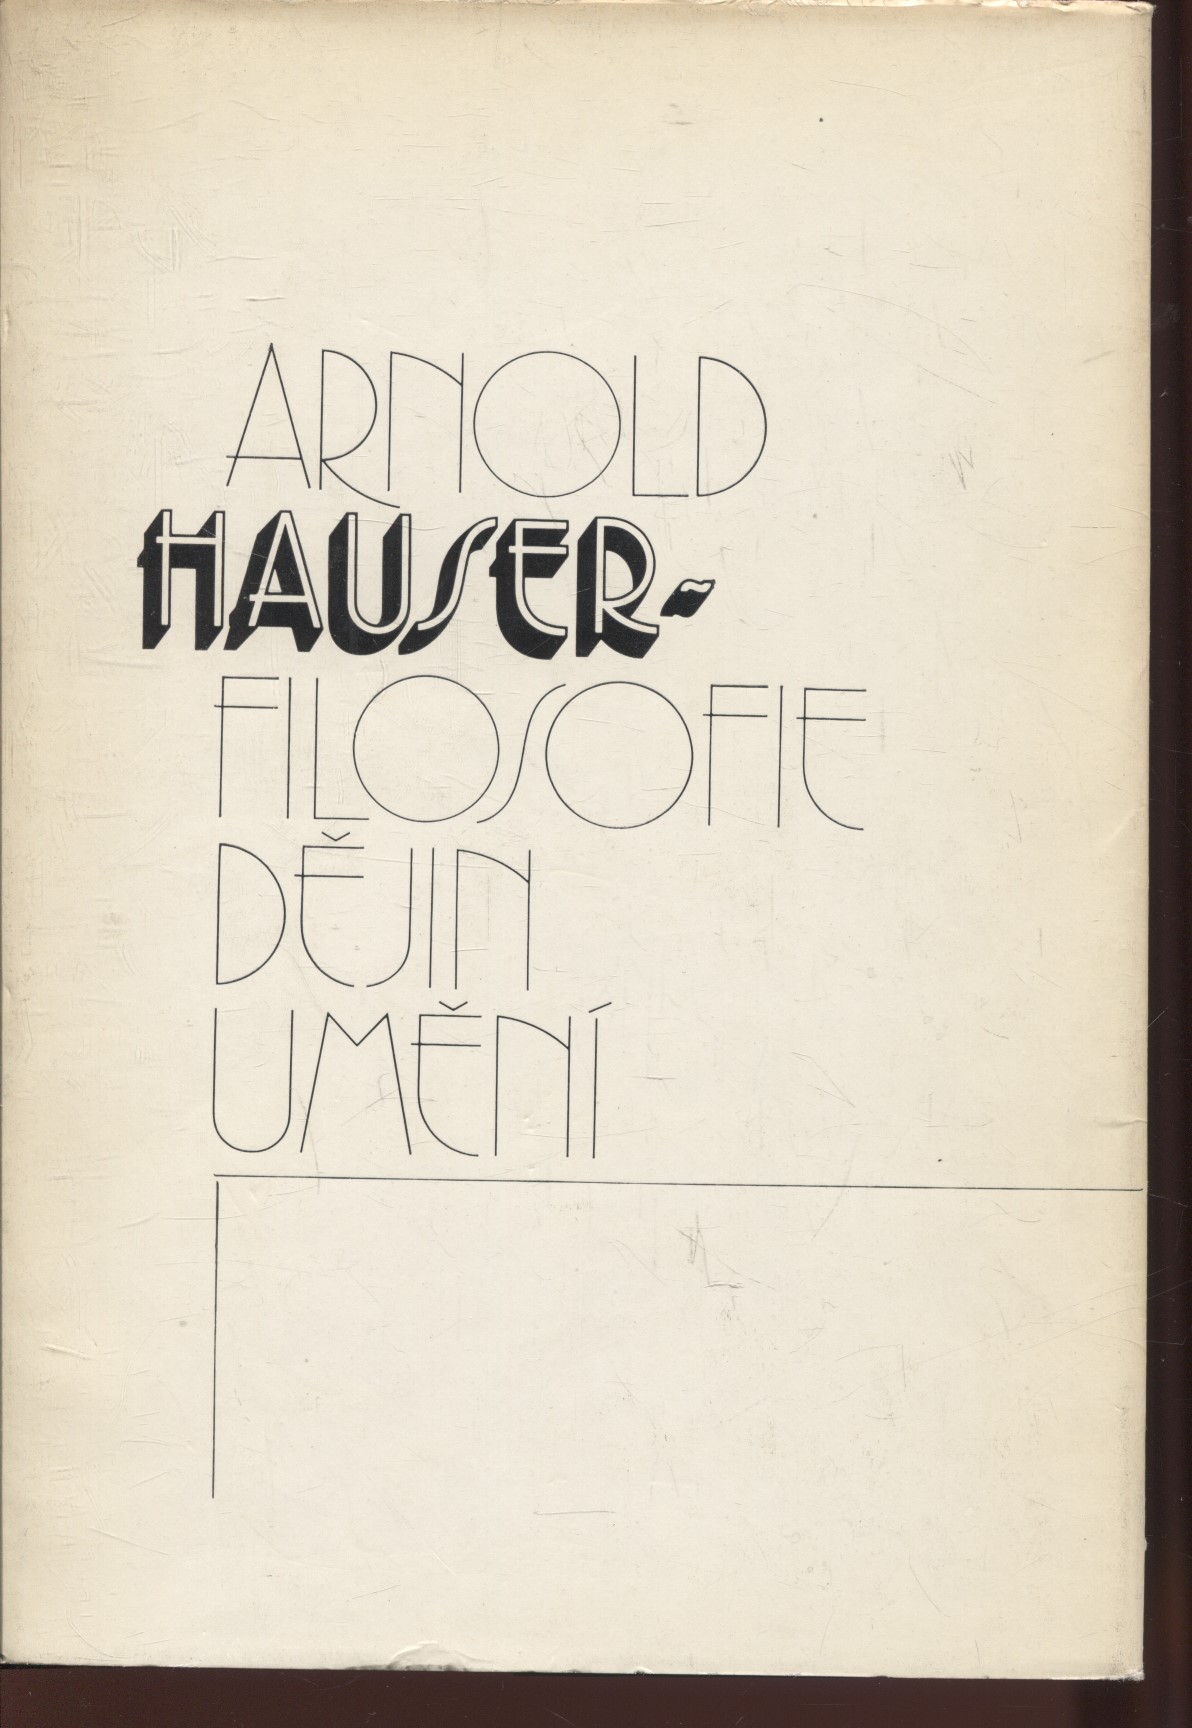 ARNOLD
HAUSER-
FILOSOFIE
DĚJIN
UMĚNÍ